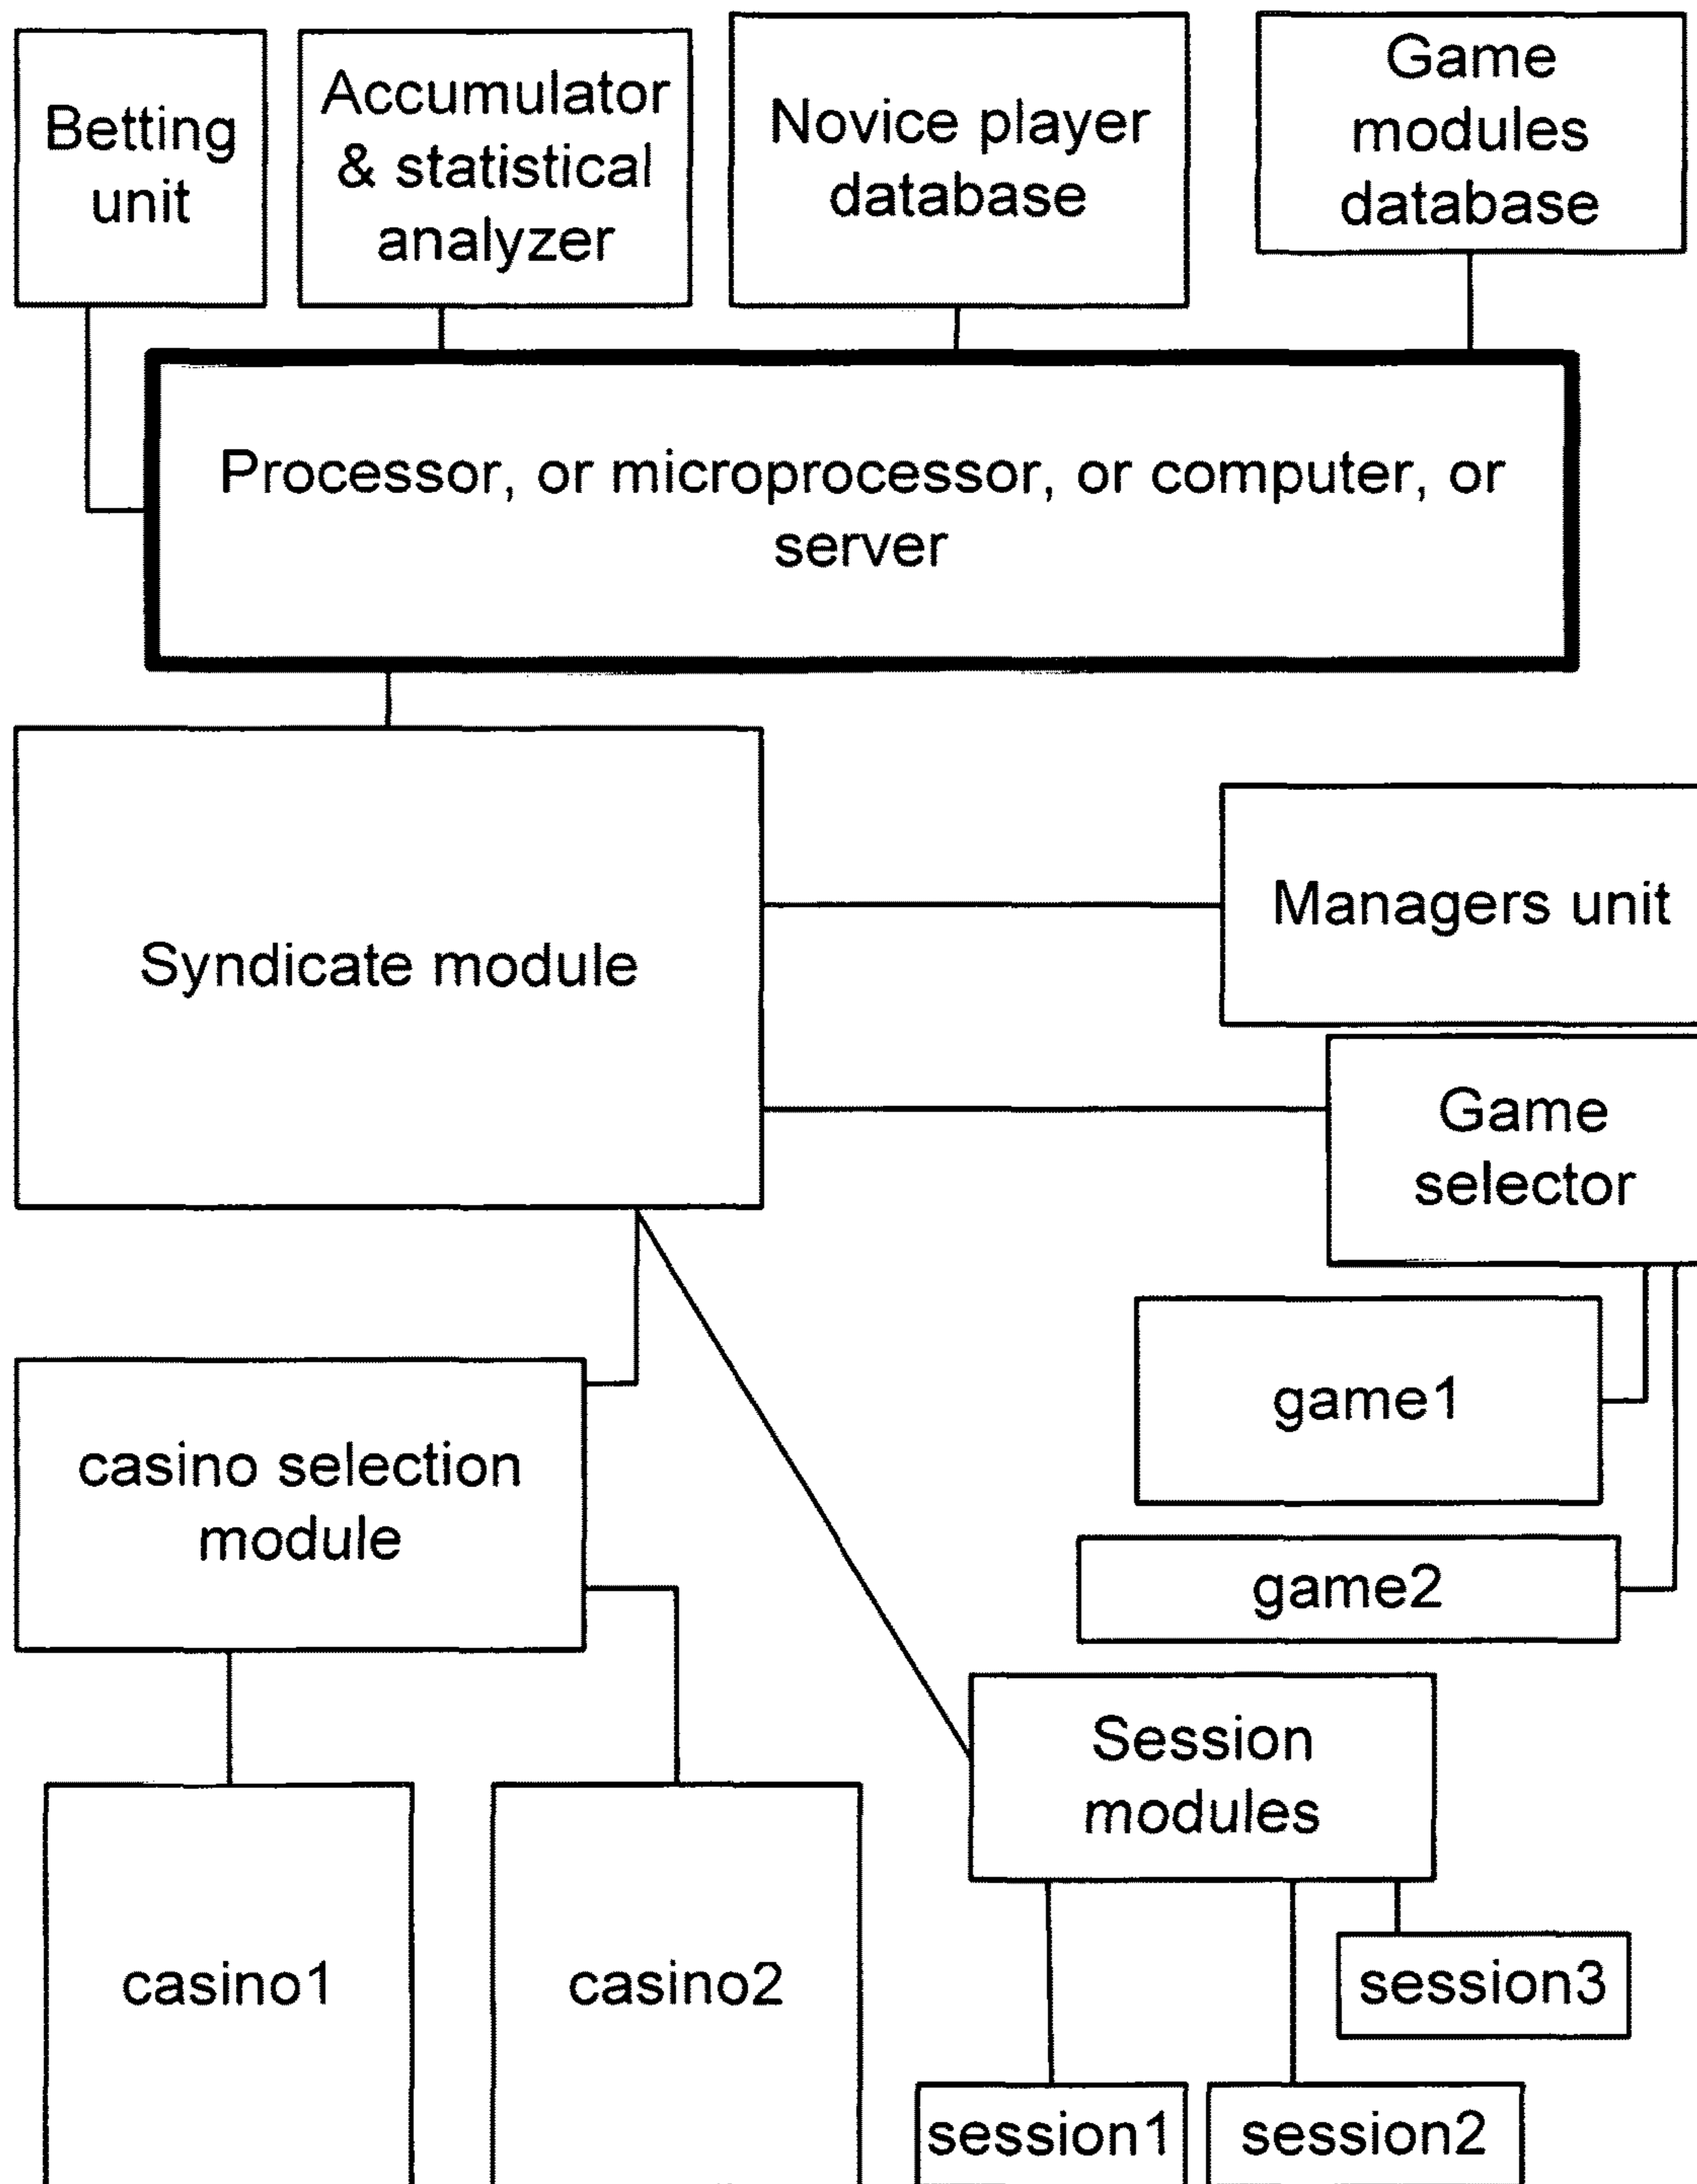 Betting
unit
Accumulator
& statistical
analyzer
Novice player
database
Game
modules
database
Processor, or microprocessor, or computer, or
server
Syndicate module
Managers unit
Game
selector
game1
casino selection
module
game2
Session
modules
casino1
casino2
session3
session1
session2